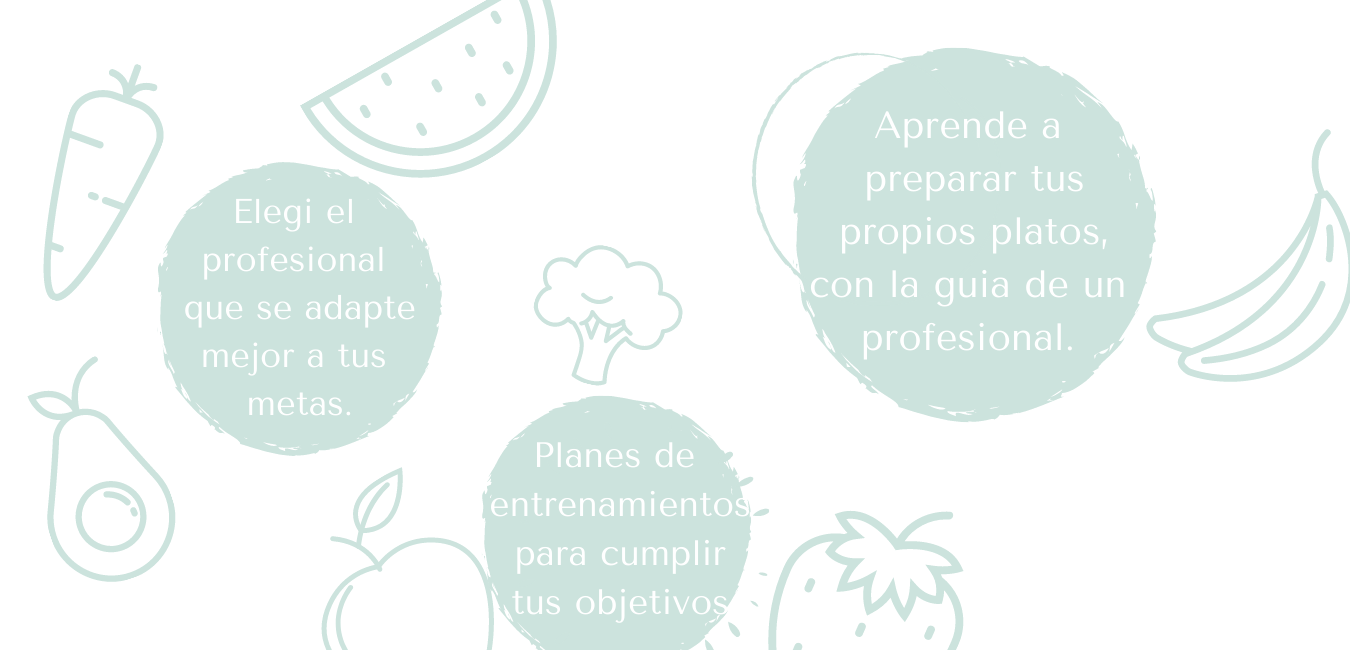 Elegi el
profesional
que se adapte
mejor a tus
metas.
Planes de
entrenamientos
para cumplir
tus objetivos
Aprende a
preparar tus
propios platos,
con la guia de un
profesional.